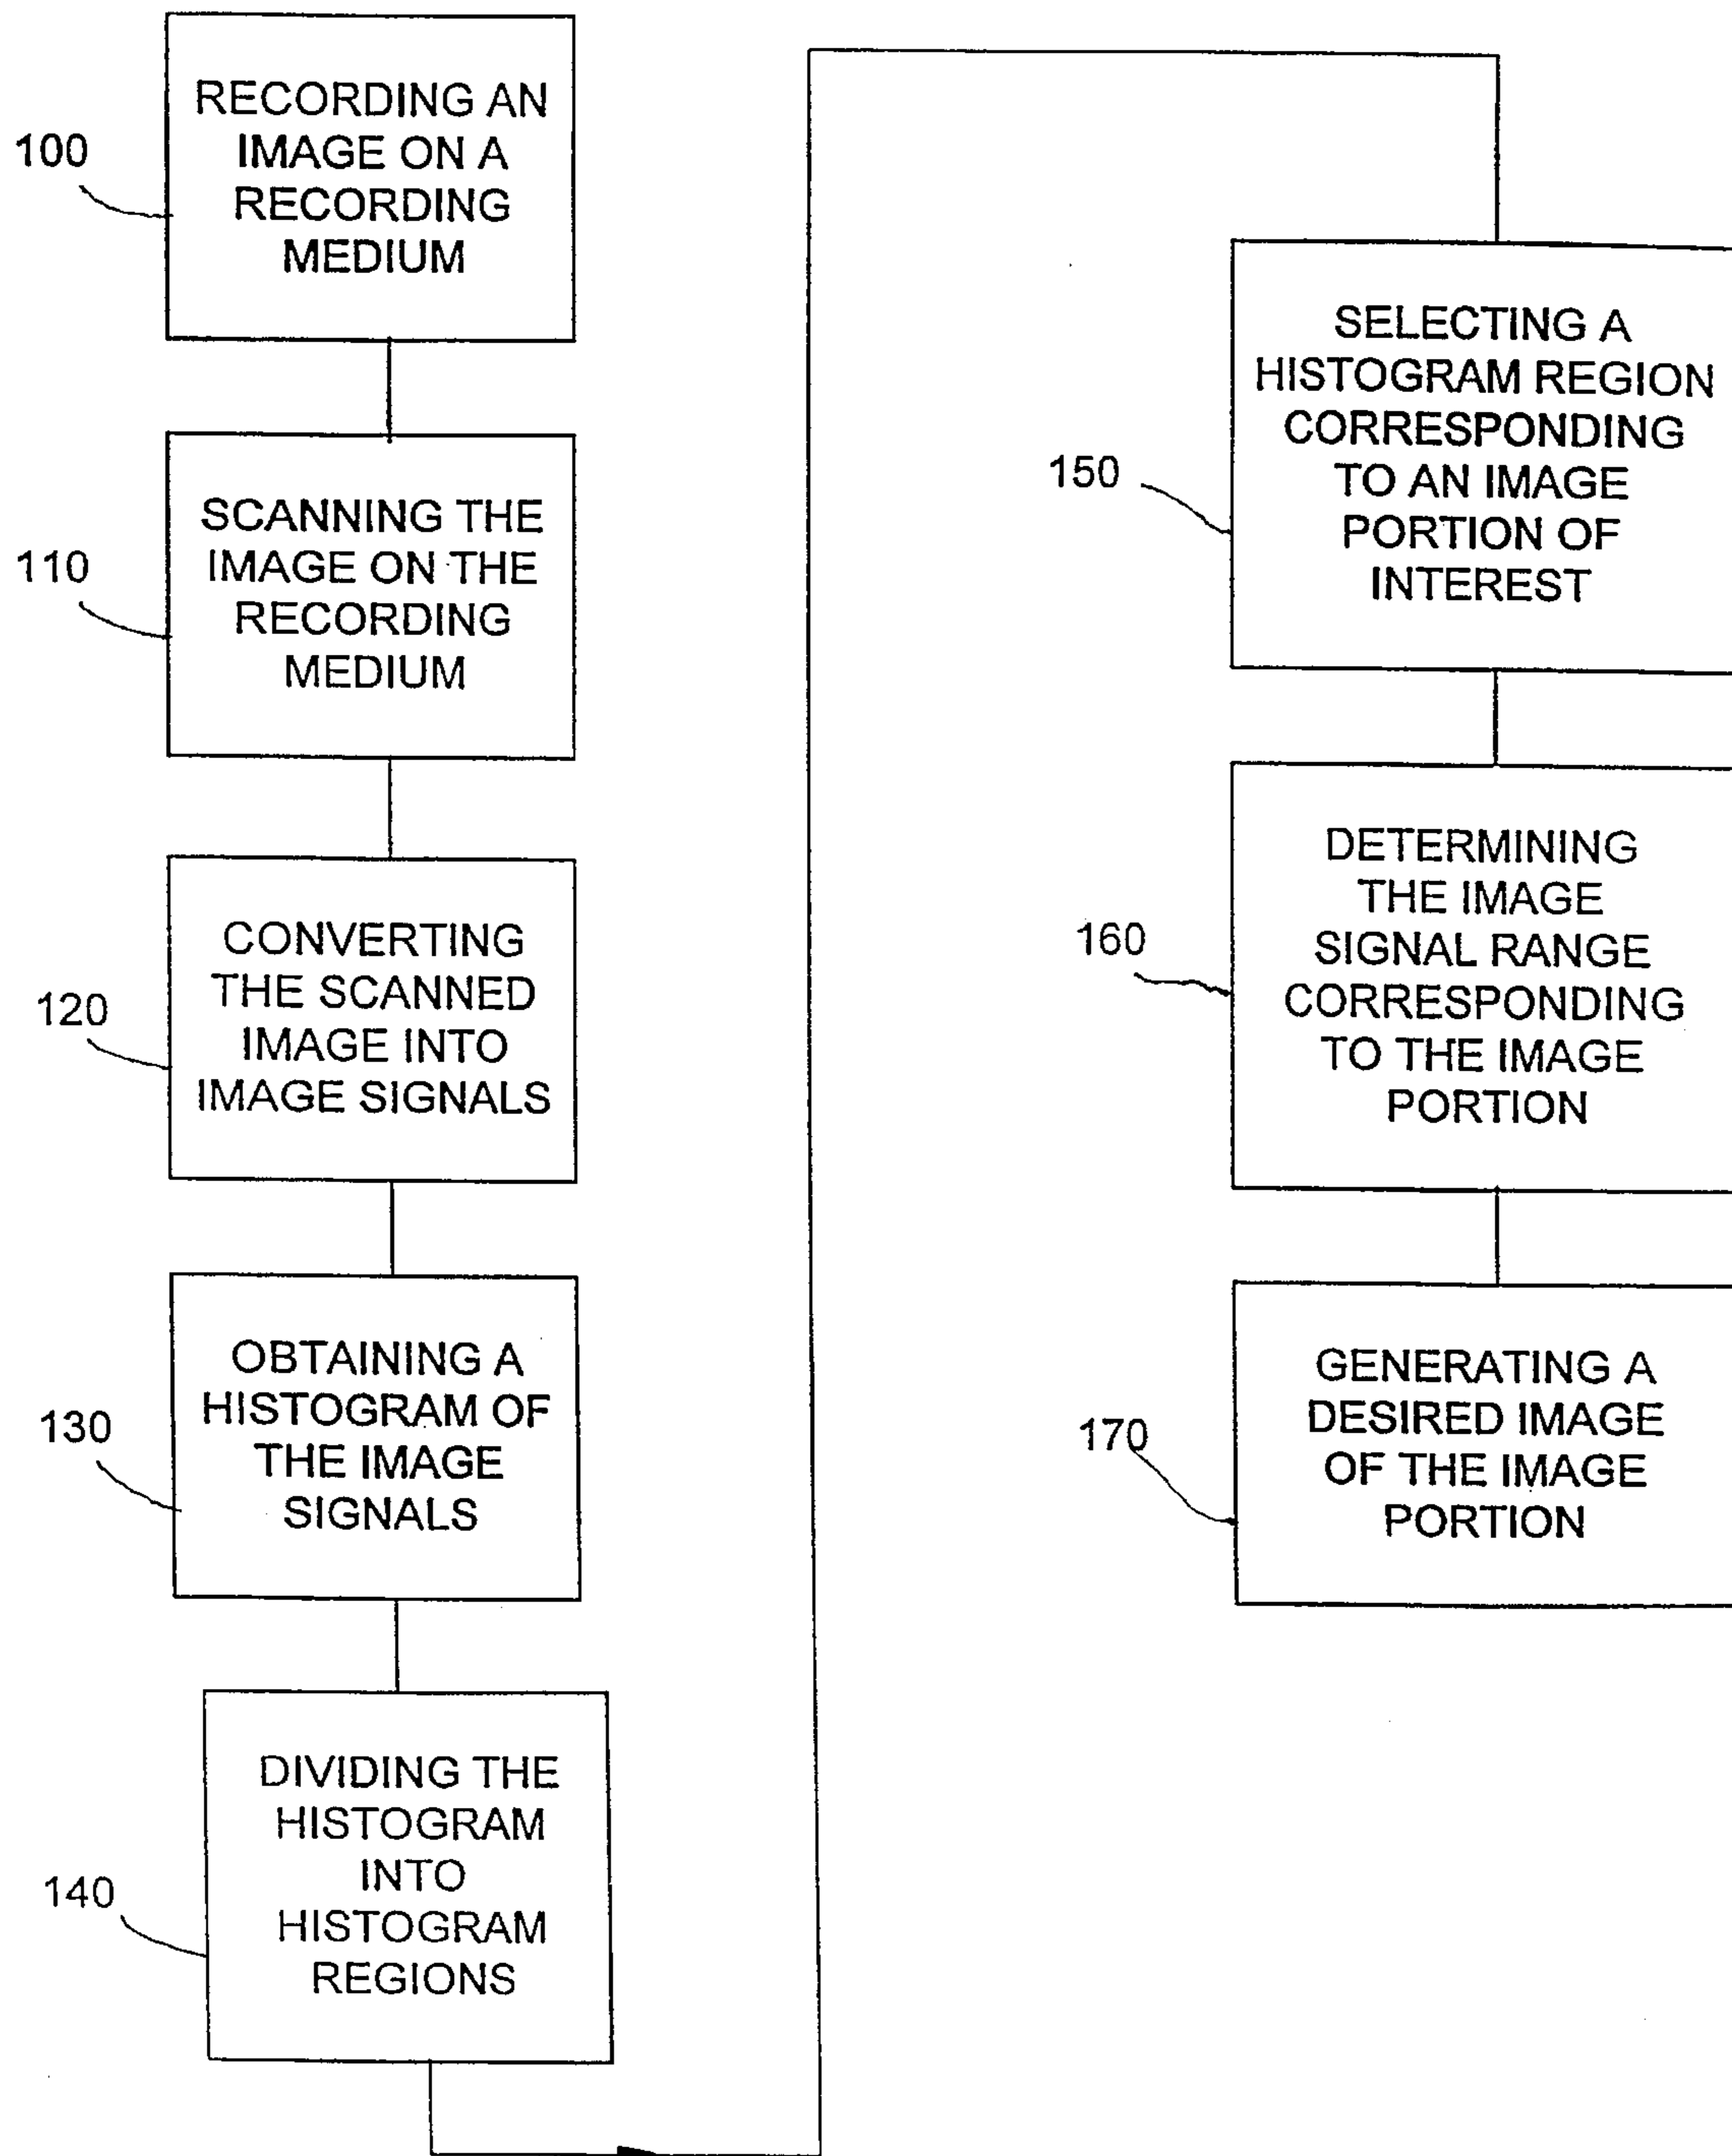 100
RECORDING AN
IMAGE ON A
RECORDING
MEDIUM
110
SCANNING THE
IMAGE ON THE
RECORDING
MEDIUM
120
CONVERTING
THE SCANNED
IMAGE INTO
IMAGE SIGNALS
130
OBTAINING A
HISTOGRAM OF
THE IMAGE
SIGNALS
140
DIVIDING THE
HISTOGRAM
INTO
HISTOGRAM
REGIONS
150
SELECTING A
HISTOGRAM REGION
CORRESPONDING
TO AN IMAGE
PORTION OF
INTEREST
160
DETERMINING
THE IMAGE
SIGNAL RANGE
CORRESPONDING
TO THE IMAGE
PORTION
170
GENERATING A
DESIRED IMAGE
OF THE IMAGE
PORTION